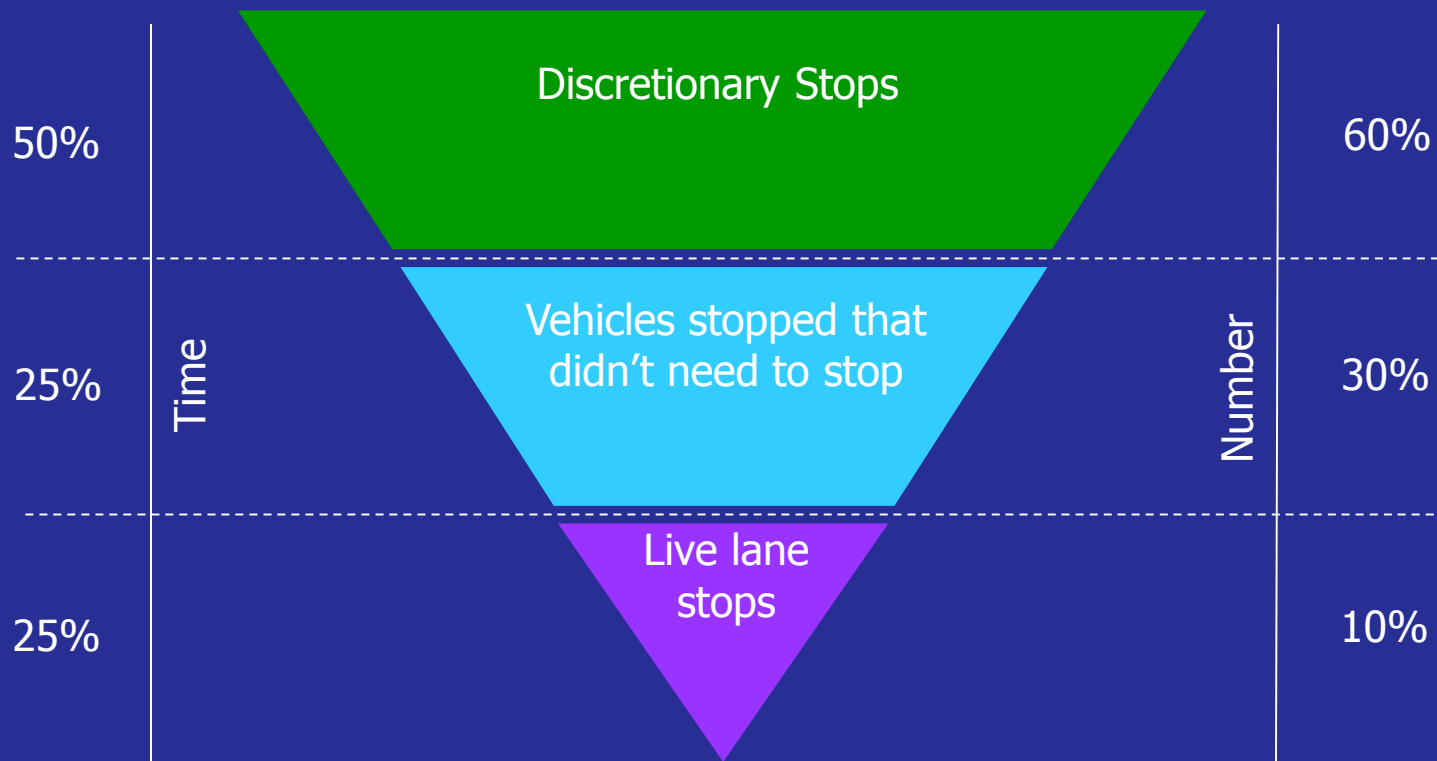 Discretionary Stops
50%
60%
Vehicles stopped that
didn’t need to stop
25%
Time
Number
30%
Live lane
stops
25%
10%